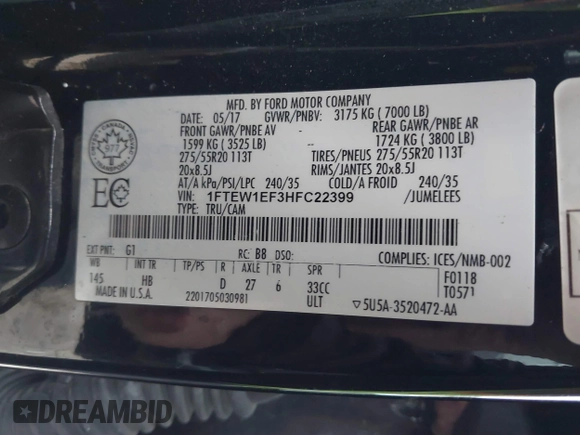 MFD. BY FORD MOTOR COMPANY
DATE: 05/17 GVWR/PNBV: 3175 KG ( 7000 LB)
FRONT GAWR/PNBE AV REAR GAWR/PNBE AR
1599 KG ( 3525 LB) 1724 KG ( 3800 LB)
275/55R20 113T TIRES/PNEUS 275/55R20 113T
20x8.5J RIMS/JANTES 20x8.5J
AT/A kPa/PSI/LPC 240/35 COLD/A FROID 240/35
VIN: 1FTEW1EF3HFC22399 /JUMELEES
TYPE: TRU/CAM
CANADA
977
TRANSPORT
EC
EXT PNT: G1 RC: B8 DSO: COMPLIES: ICES/NMB-002
WB INT TR TP/PS R AXLE TR SPR F0118
145 HB D 27 6 33CC T0571
MADE IN U.S.A. 2201705030981 ULT ▽5U5A-3520472-AA
DREAMBID